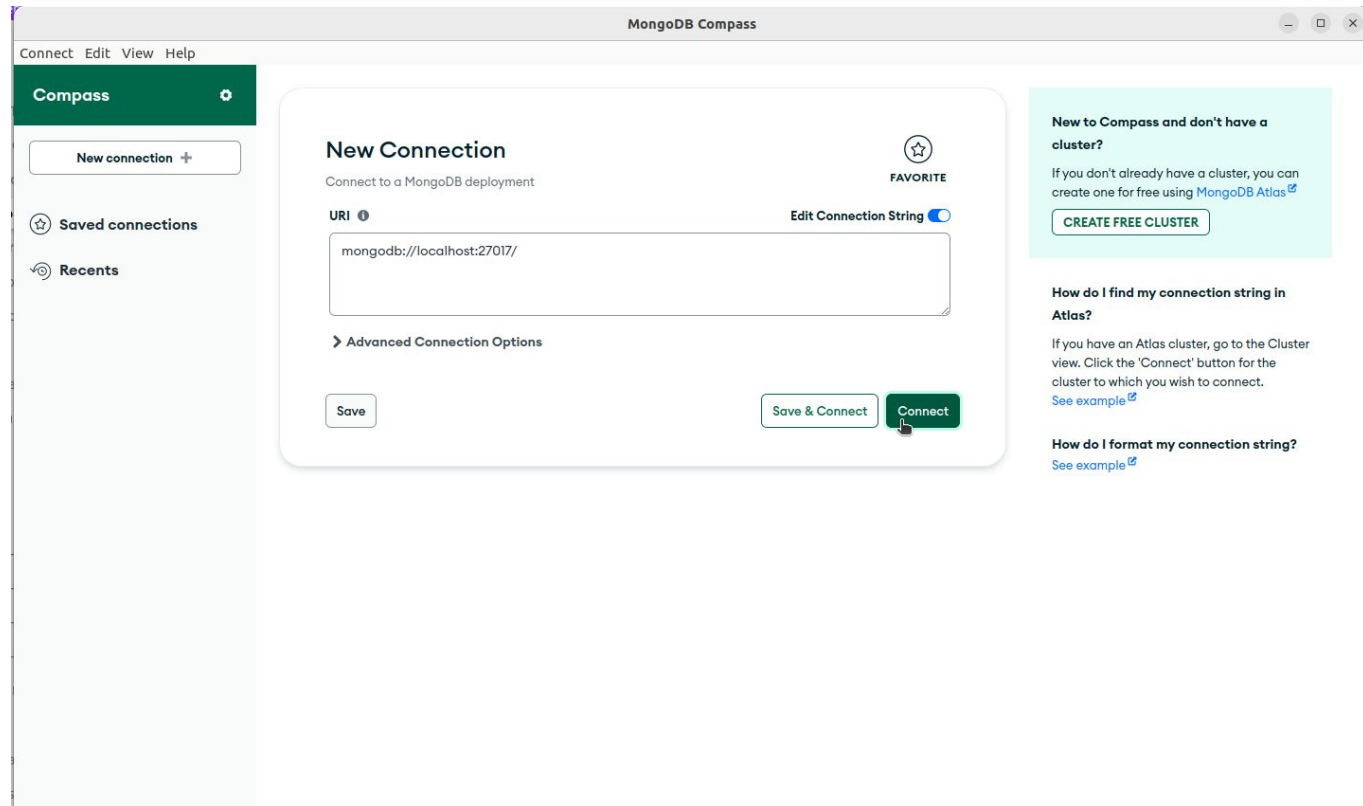 MongoDB Compass
Connect Edit View Help
Compass
New connection
Saved connections
Recents
New Connection
Connect to a MongoDB deployment
FAVORITE
URI
Edit Connection String
mongodb://localhost:27017/
Advanced Connection Options
Save
Save & Connect
Connect
New to Compass and don't have a
cluster?
If you don't already have a cluster, you can
create one for free using MongoDB Atlas
CREATE FREE CLUSTER
How do I find my connection string in
Atlas?
If you have an Atlas cluster, go to the Cluster
view. Click the 'Connect' button for the
cluster to which you wish to connect.
See example
How do I format my connection string?
See example